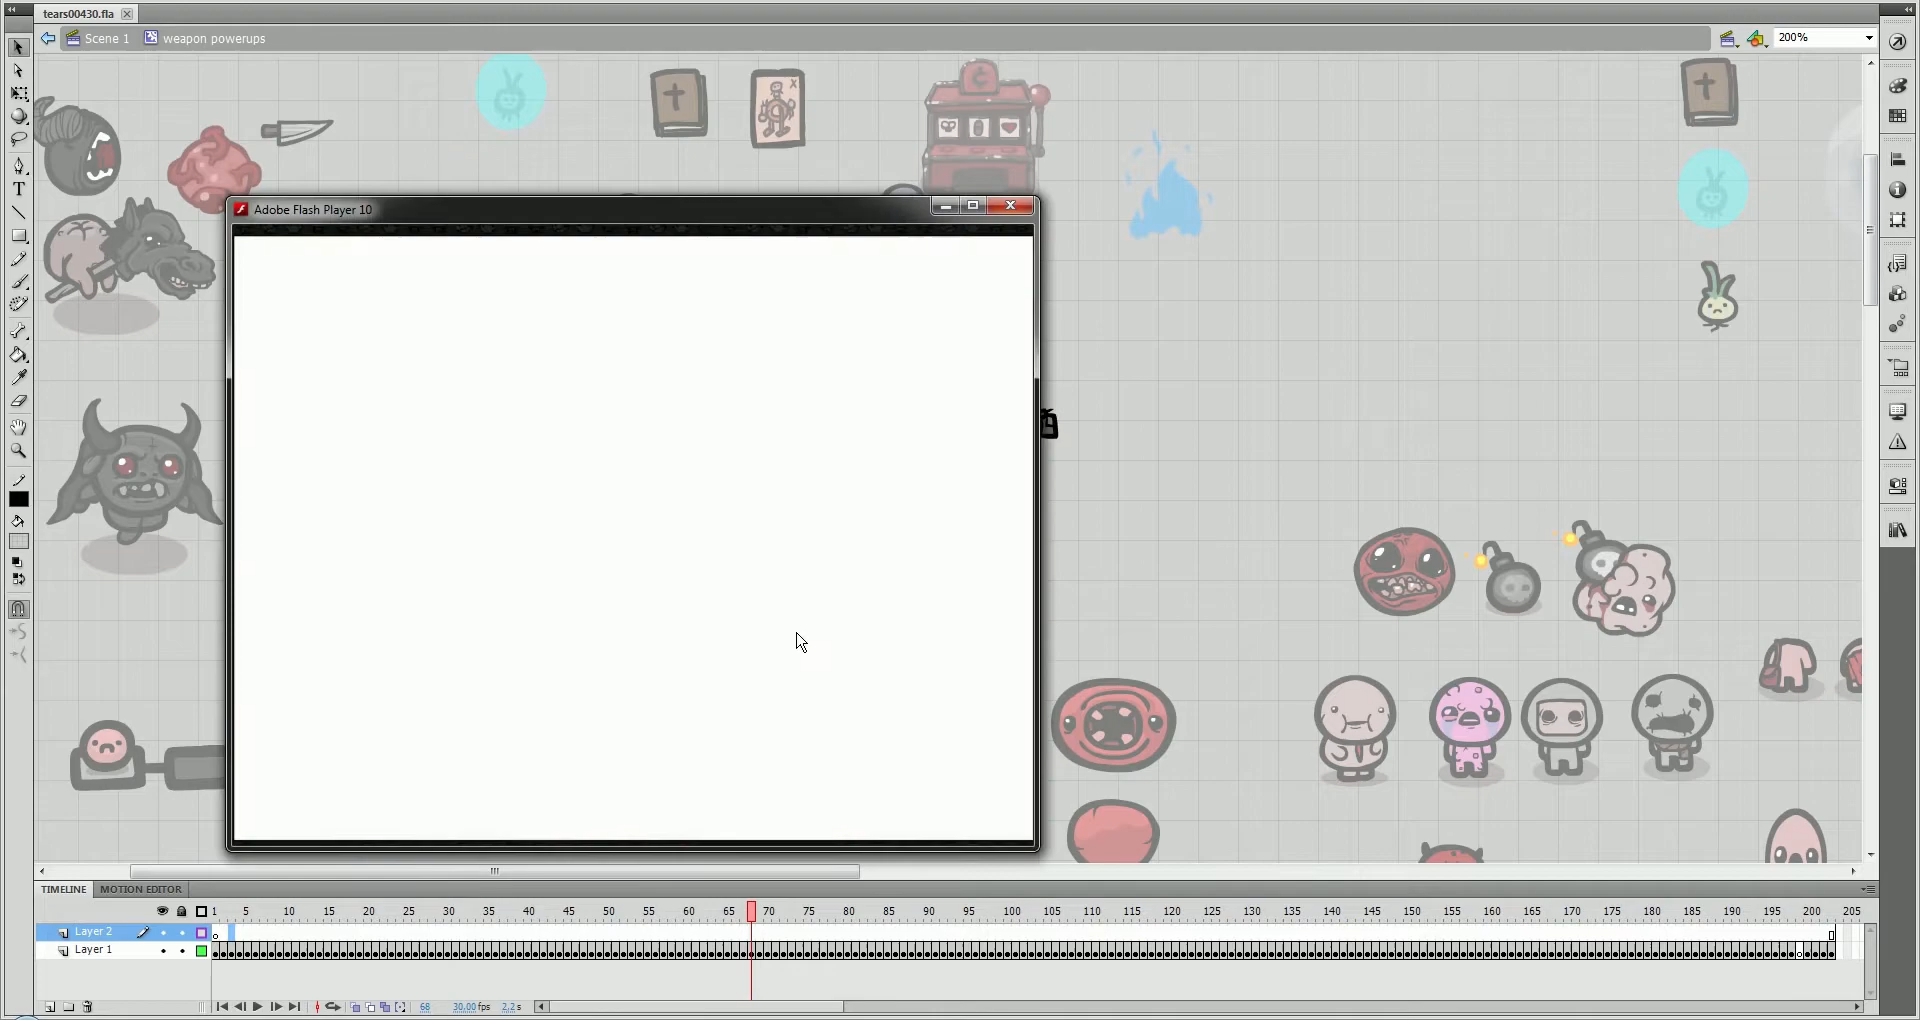 tears00430.fla
Scene 1 weapon powerups 200%
Adobe Flash Player 10
TIMELINE MOTION EDITOR
1 5 10 15 20 25 30 35 40 45 50 55 60 65 70 75 80 85 90 95 100 105 110 115 120 125 130 135 140 145 150 155 160 165 170 175 180 185 190 195 200 205
Layer 2
Layer 1
68 30.00 fps 2.2 s